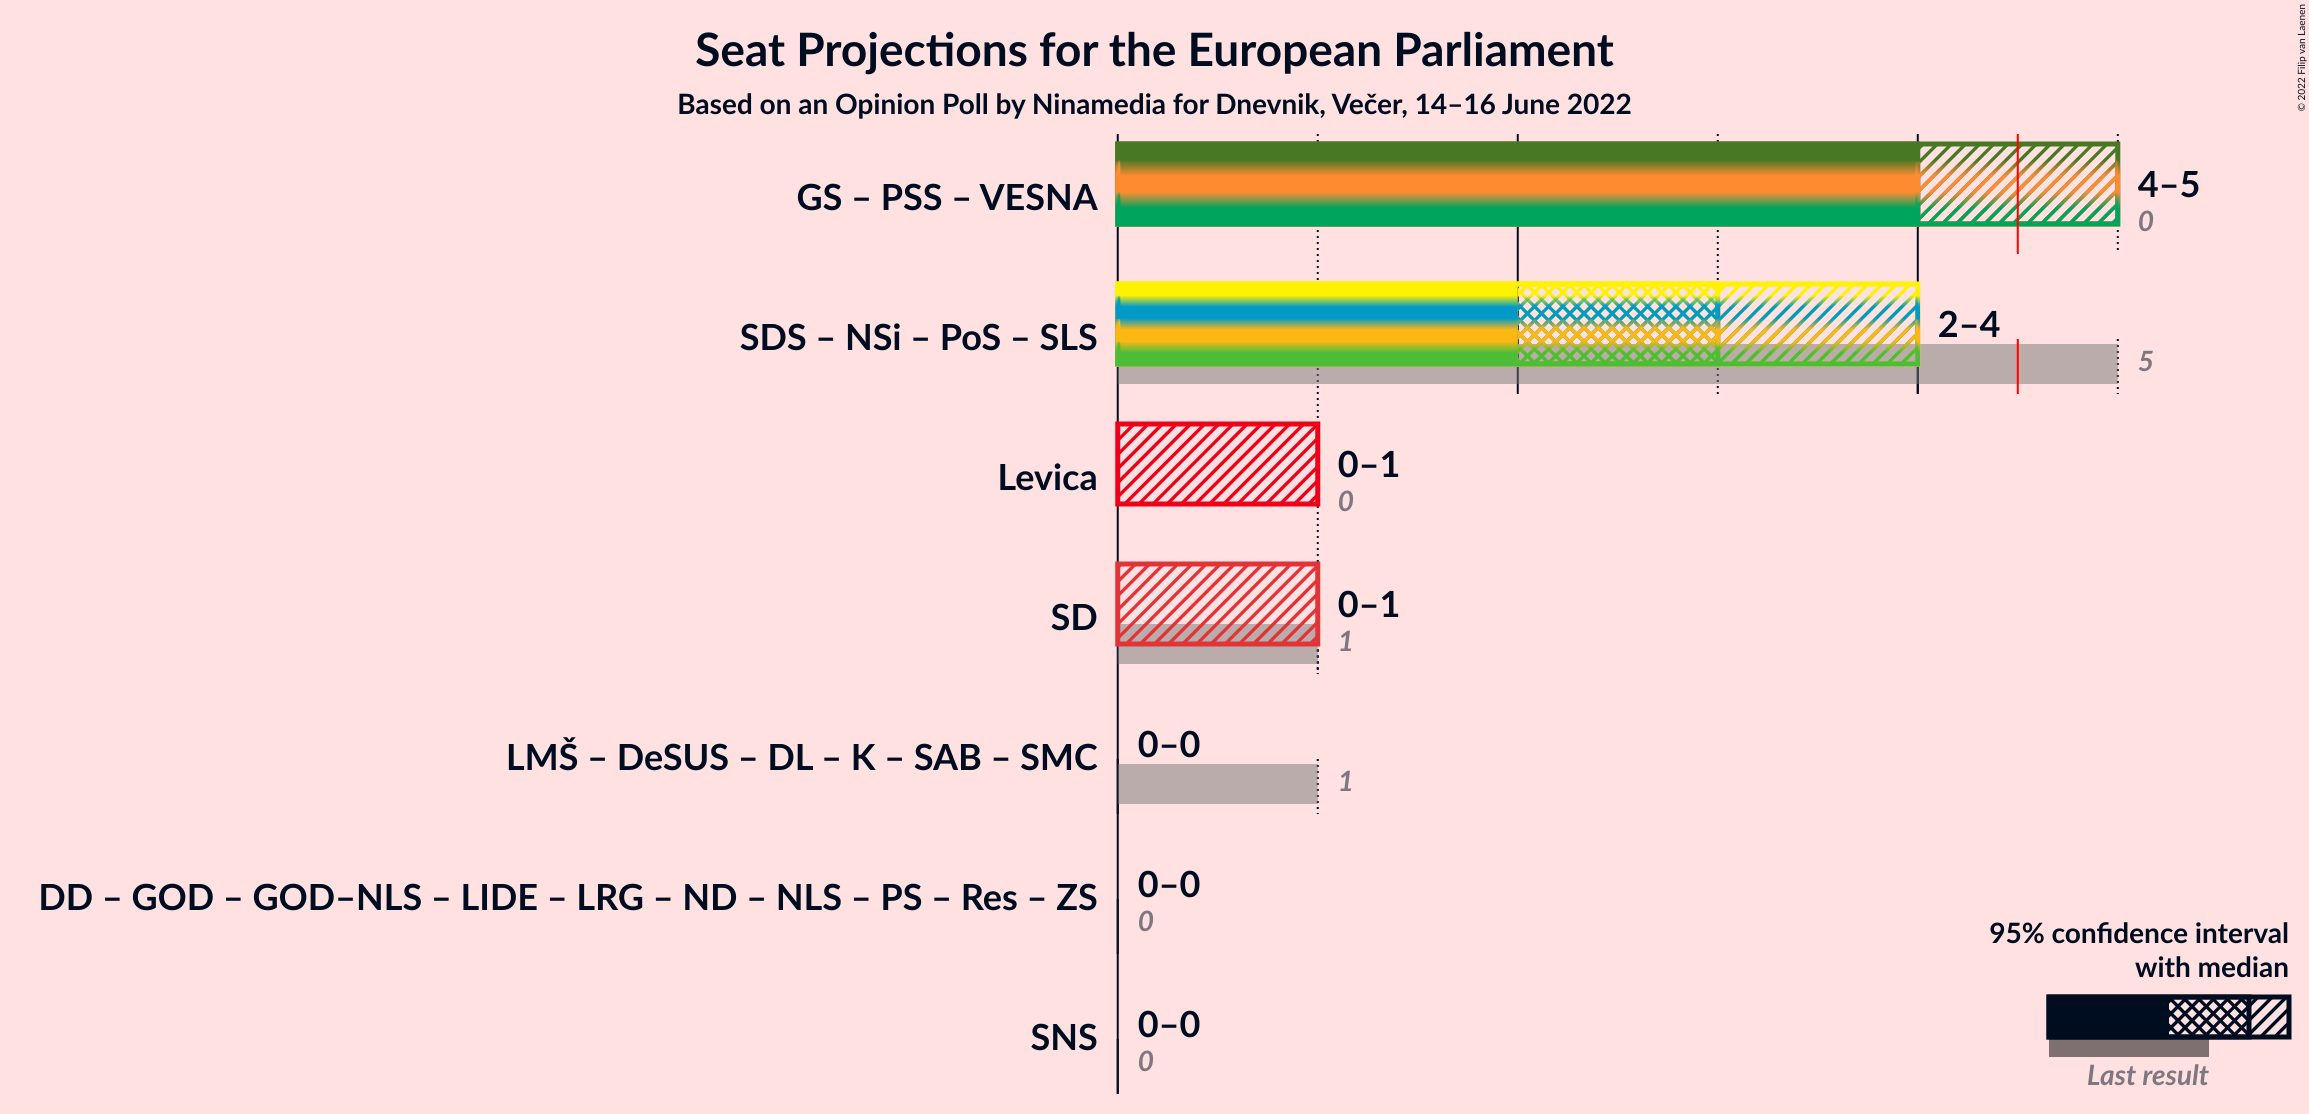 Seat Projections for the European Parliament
Based on an Opinion Poll by Ninamedia for Dnevnik, Večer, 14–16 June 2022
© 2022 Filip van Laenen
GS – PSS – VESNA
4–5
0
SDS – NSi – PoS – SLS
2–4
5
Levica
0–1
0
SD
0–1
1
LMŠ – DeSUS – DL – K – SAB – SMC
0–0
1
DD – GOD – GOD–NLS – LIDE – LRG – ND – NLS – PS – Res – ZS
0–0
0
SNS
0–0
0
95% confidence interval
with median
Last result